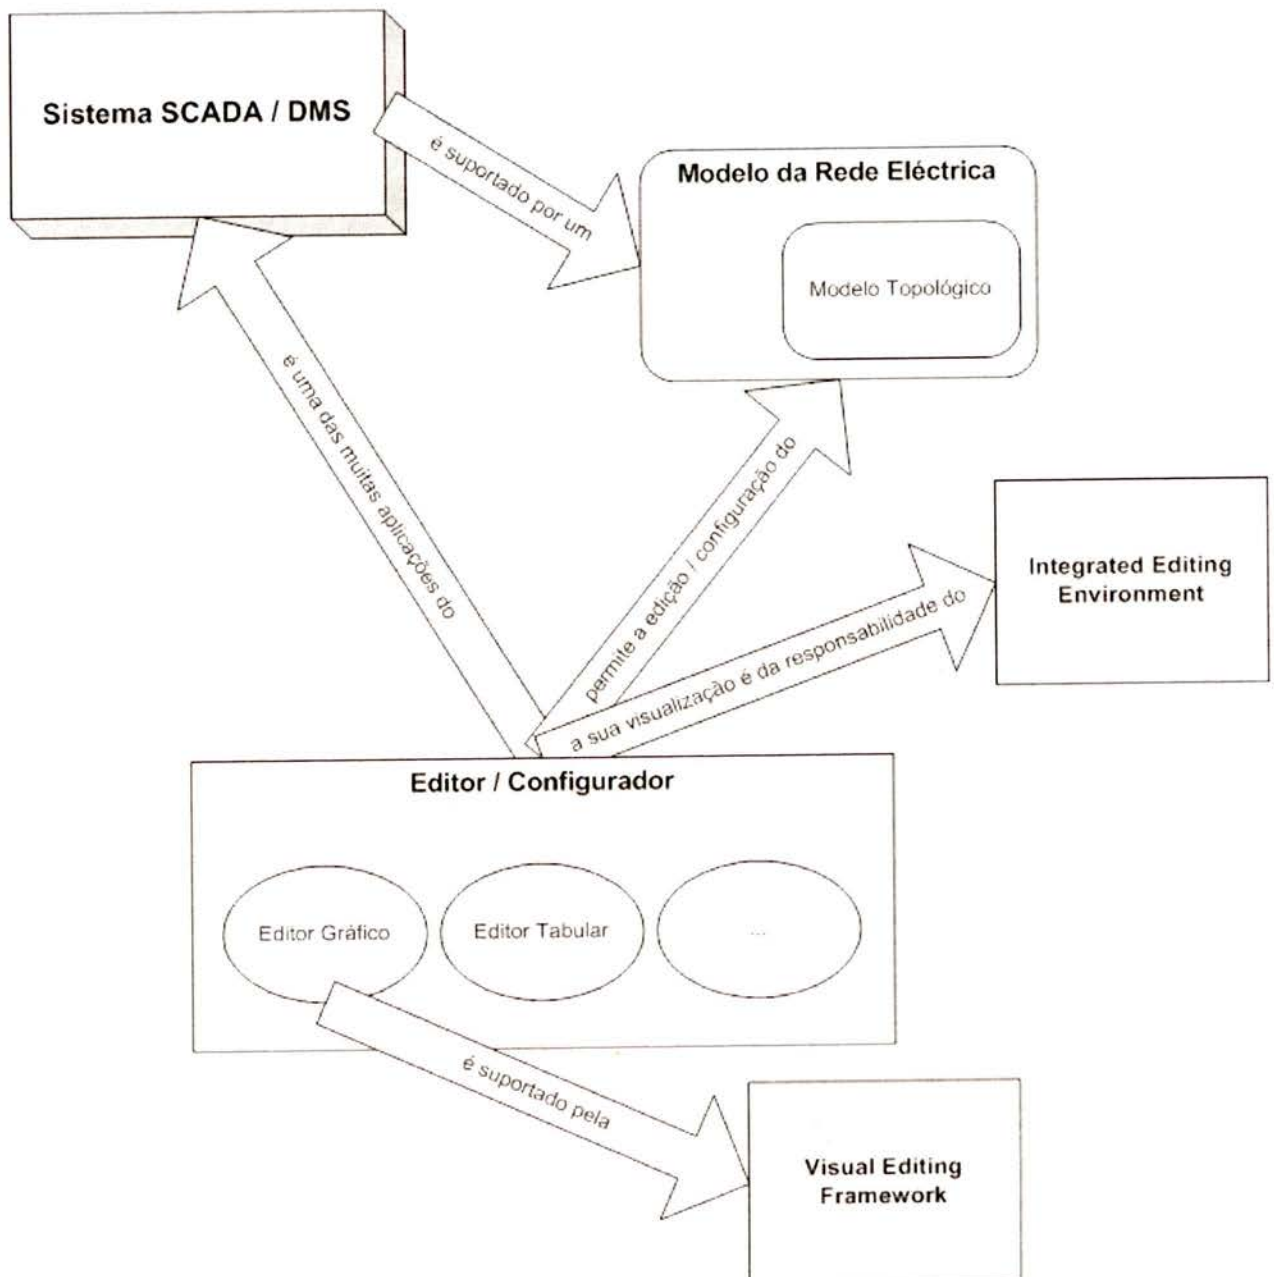 Sistema SCADA / DMS
é suportado por um
Modelo da Rede Eléctrica
Modelo Topológico
é uma das muitas aplicações do
permite a edição / configuração do
a sua visualização é da responsabilidade do
Integrated Editing
Environment
Editor / Configurador
Editor Gráfico
Editor Tabular
...
é suportado pela
Visual Editing
Framework